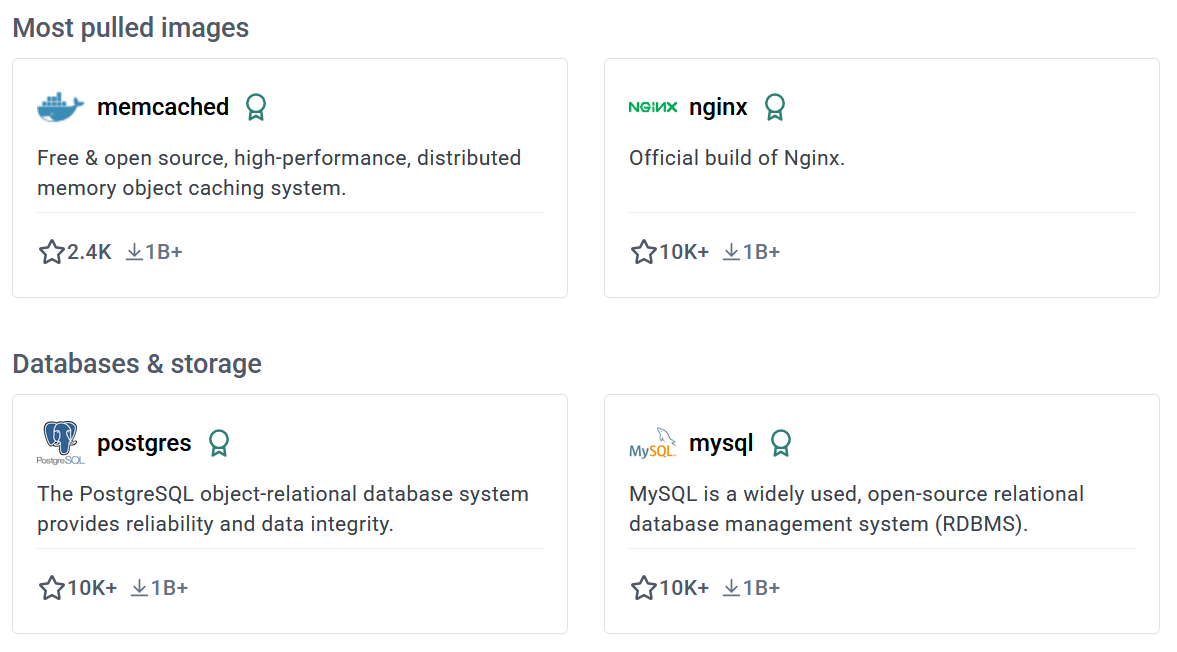 Most pulled images
memcached
Free & open source, high-performance, distributed
memory object caching system.
2.4K 1B+
NGINX nginx
Official build of Nginx.
10K+ 1B+
Databases & storage
PostgreSQL postgres
The PostgreSQL object-relational database system
provides reliability and data integrity.
10K+ 1B+
MySQL mysql
MySQL is a widely used, open-source relational
database management system (RDBMS).
10K+ 1B+